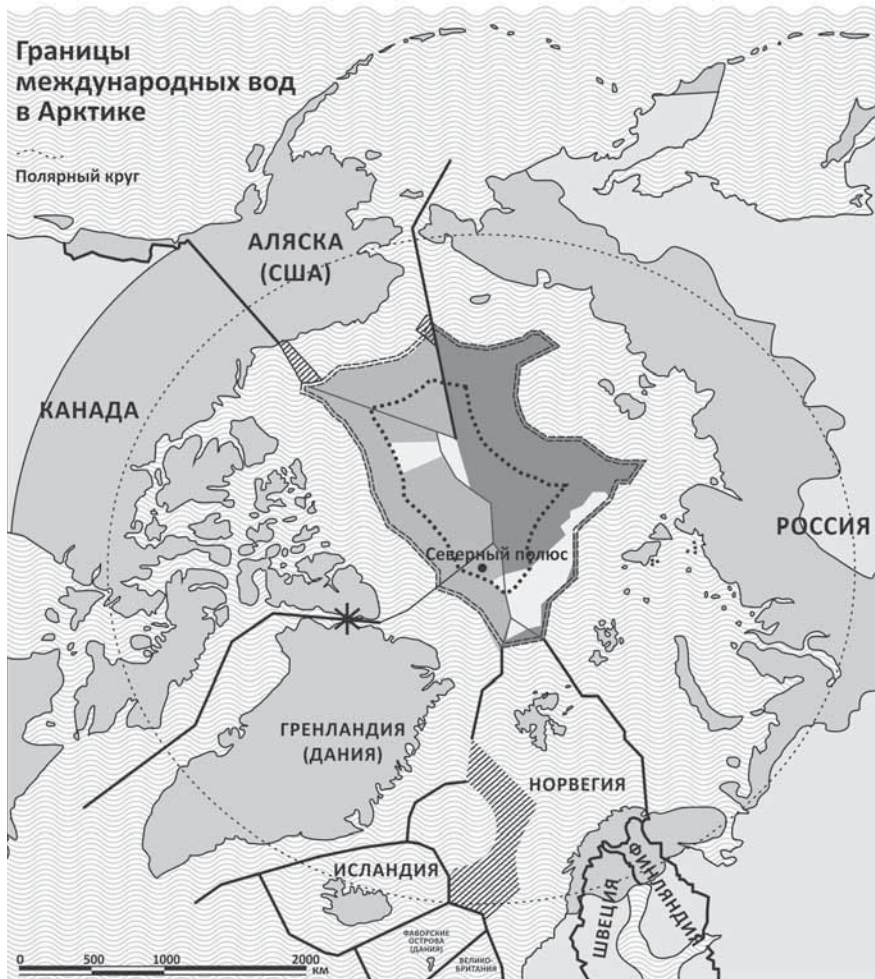 Границы
международных вод
в Арктике
Полярный круг
АЛЯСКА
(США)
КАНАДА
РОССИЯ
Северный полюс
ГРЕНЛАНДИЯ
(ДАНИЯ)
НОРВЕГИЯ
ИСЛАНДИЯ
ШВЕЦИЯ
ФИНЛЯНДИЯ
ФАБОРСКИЕ
ОСТРОВА
(ДАНИЯ)
ВЕЛИКО-
БРИТАНИЯ
0 500 1000 2000
КМ